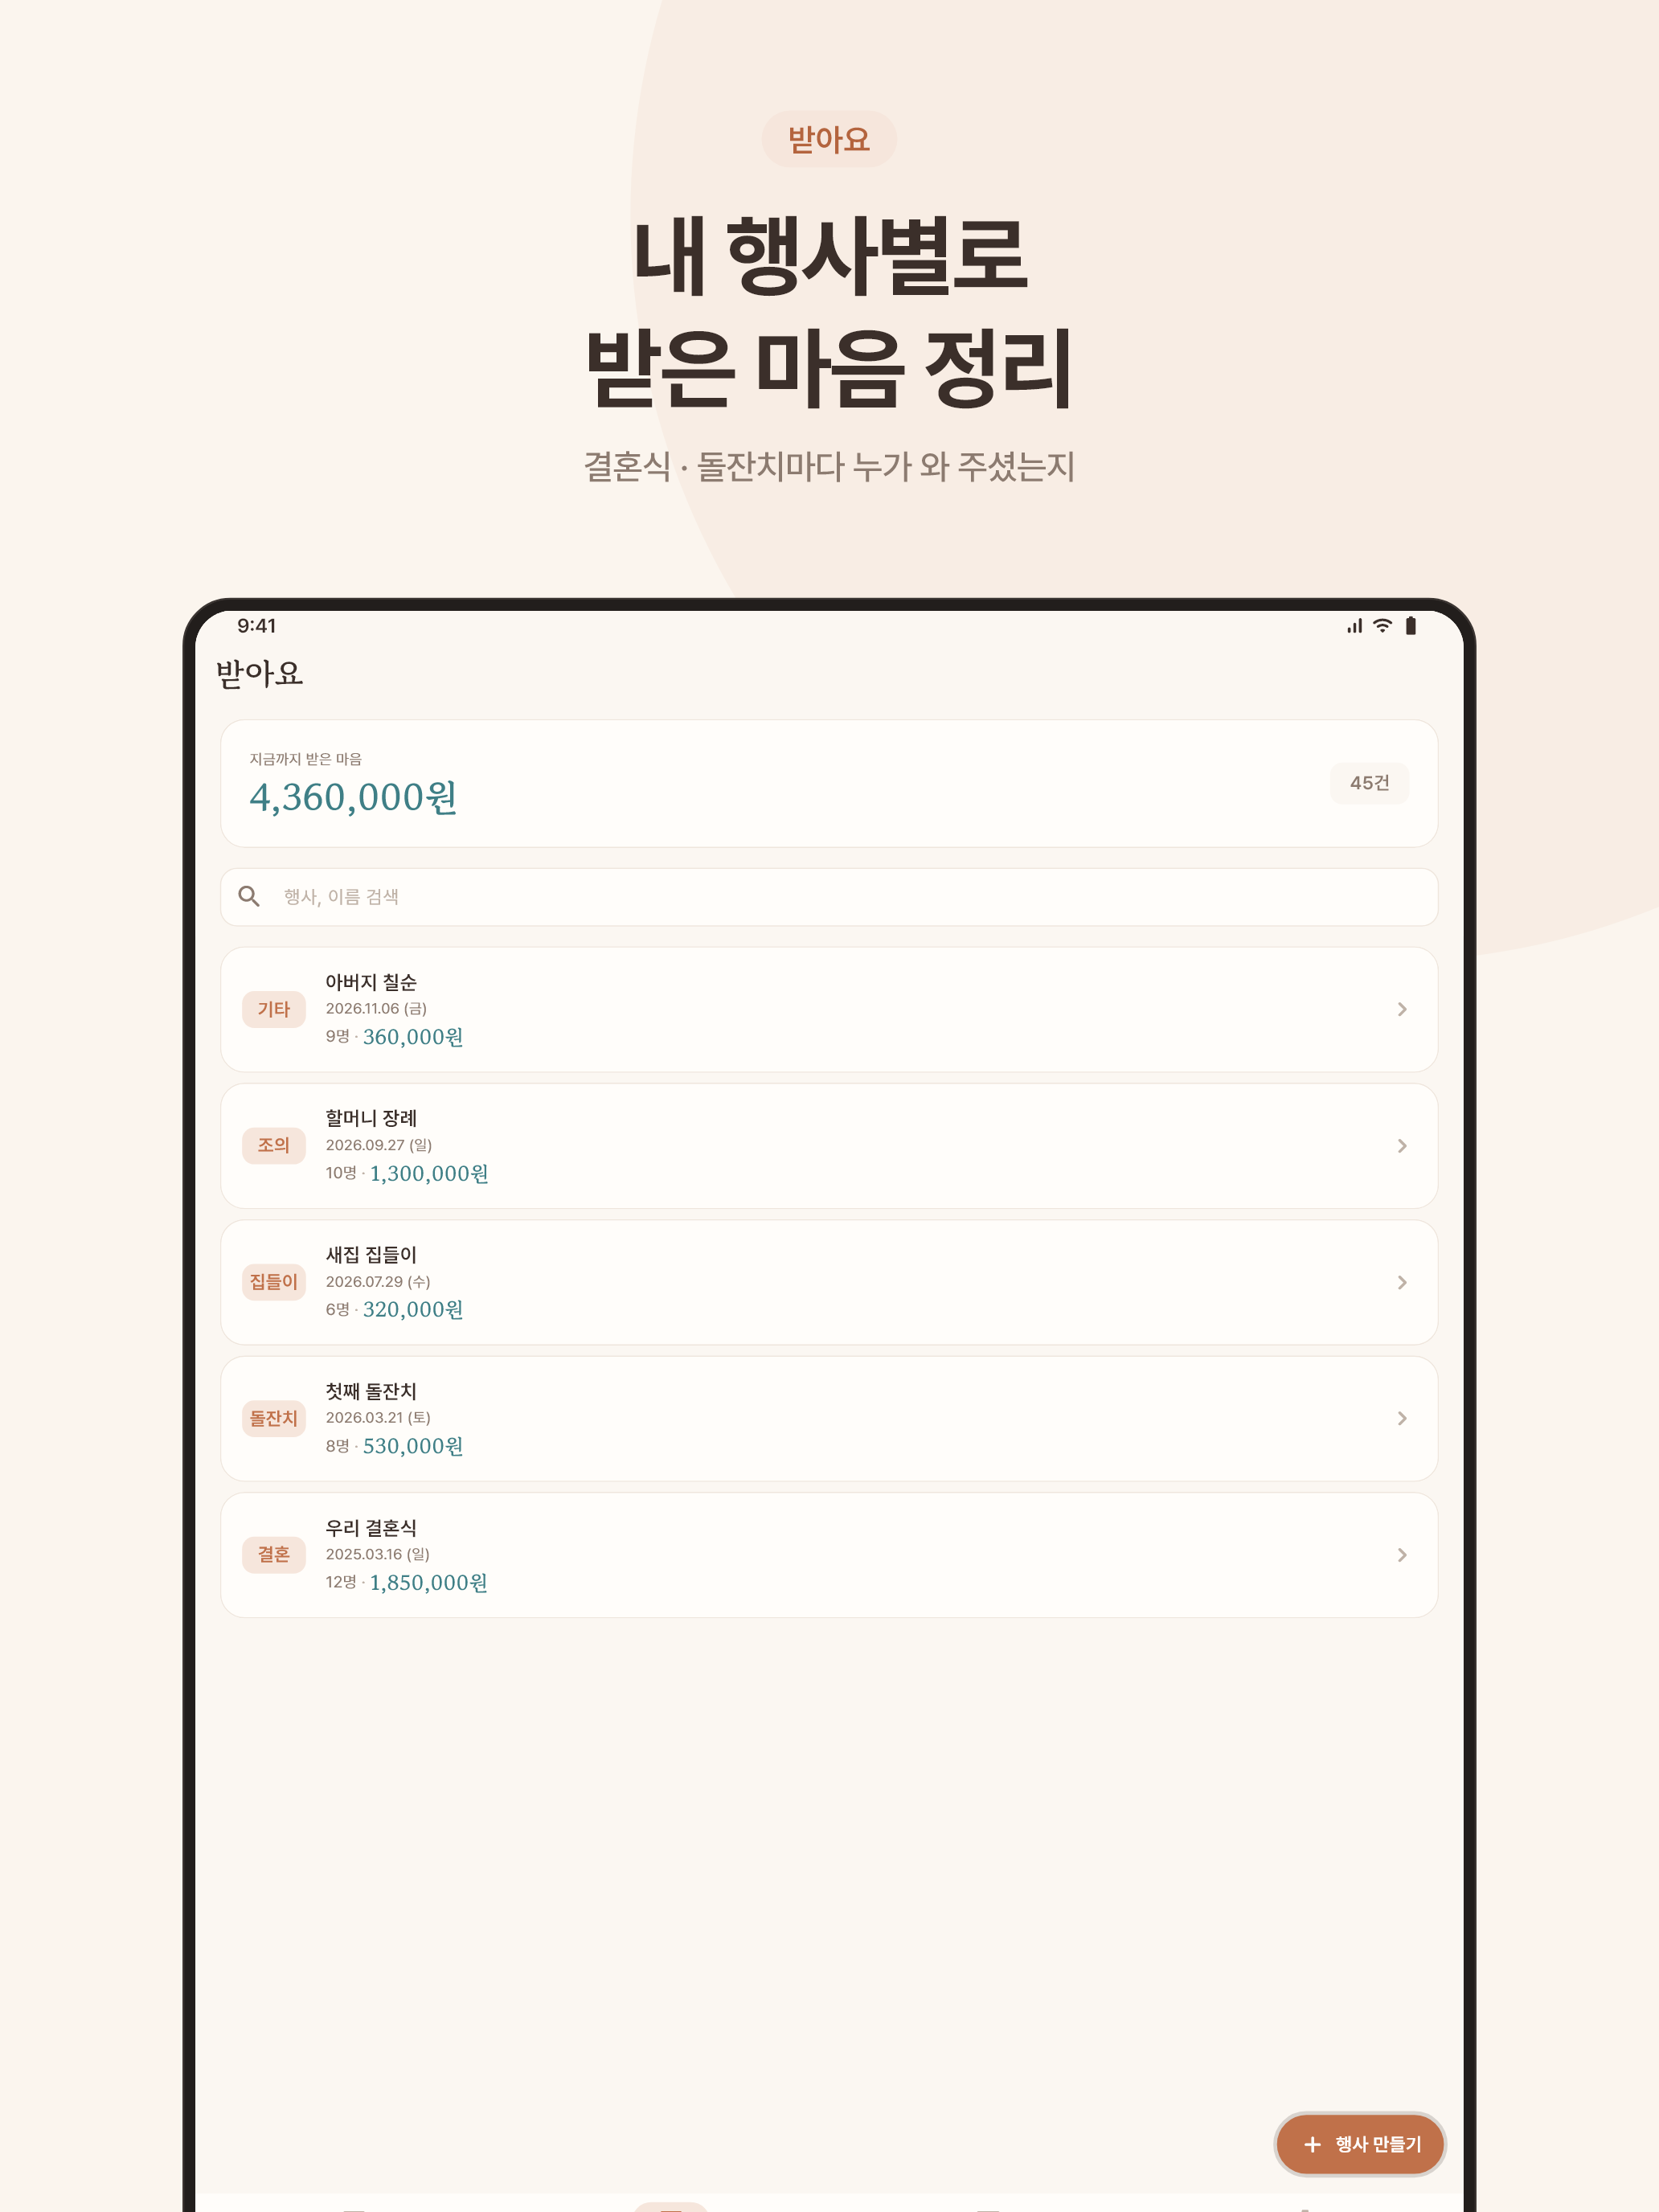 받아요
내 행사별로
받은 마음 정리
결혼식 · 돌잔치마다 누가 와 주셨는지
9:41
받아요
지금까지 받은 마음
4,360,000원
45건
행사, 이름 검색
기타
아버지 칠순
2026.11.06 (금)
9명 · 360,000원
조의
할머니 장례
2026.09.27 (일)
10명 · 1,300,000원
집들이
새집 집들이
2026.07.29 (수)
6명 · 320,000원
돌잔치
첫째 돌잔치
2026.03.21 (토)
8명 · 530,000원
결혼
우리 결혼식
2025.03.16 (일)
12명 · 1,850,000원
+ 행사 만들기